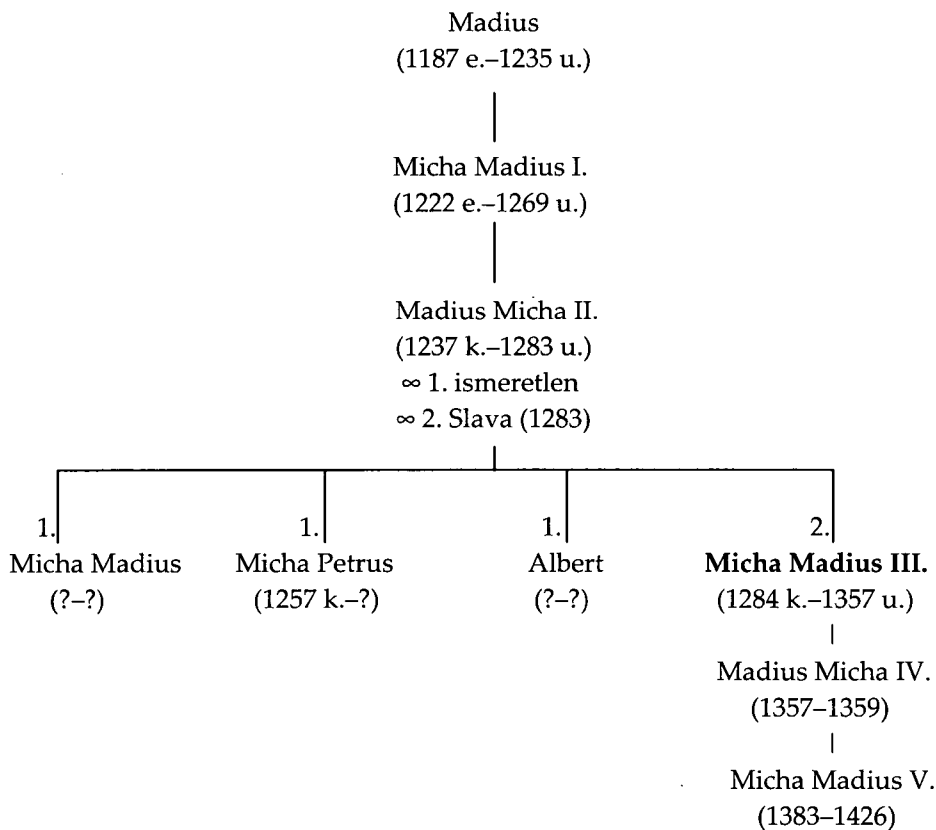 Madius
(1187 e.–1235 u.)
Micha Madius I.
(1222 e.–1269 u.)
Madius Micha II.
(1237 k.–1283 u.)
∞ 1. ismeretlen
∞ 2. Slava (1283)
1. 1. 1. 2.
Micha Madius Micha Petrus Albert Micha Madius III.
(?–?) (1257 k.–?) (?–?) (1284 k.–1357 u.)
Madius Micha IV.
(1357–1359)
Micha Madius V.
(1383–1426)